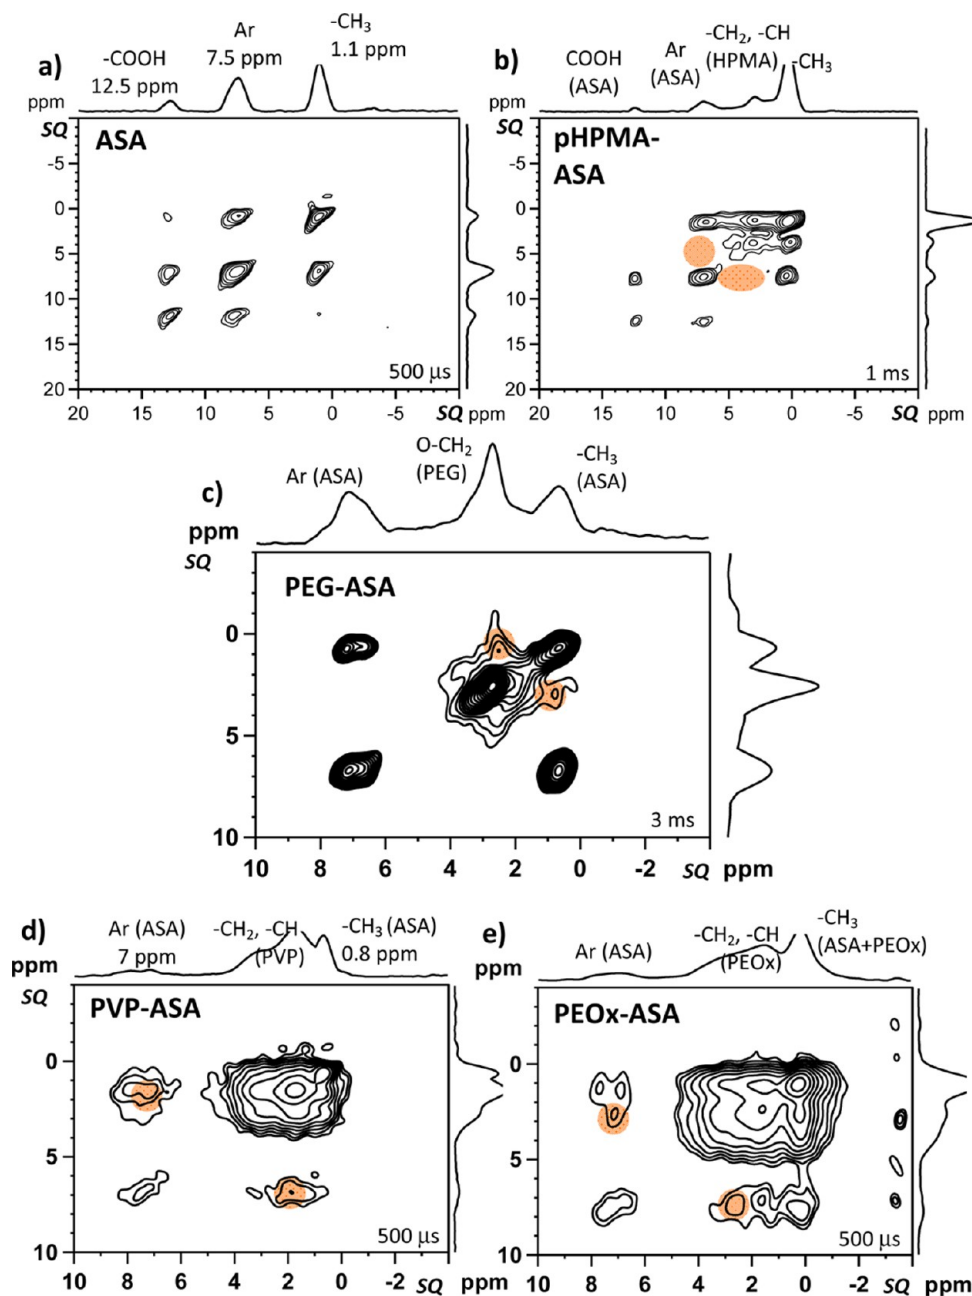 a)
-COOH
12.5 ppm
Ar
7.5 ppm
-CH3
1.1 ppm
ppm
SQ
ASA
-5
0
5
10
15
20
500 µs
20 15 10 5 0 -5 SQ ppm
b)
COOH
(ASA)
Ar
(ASA)
-CH2, -CH
(HPMA)
-CH3
ppm
SQ
pHPMA-
ASA
-5
0
5
10
15
20
1 ms
20 15 10 5 0 -5 SQ ppm
c)
Ar (ASA)
O-CH2
(PEG)
-CH3
(ASA)
ppm
SQ
PEG-ASA
0
5
10
3 ms
10 8 6 4 2 0 -2 SQ ppm
d)
Ar (ASA)
7 ppm
-CH2, -CH
(PVP)
-CH3 (ASA)
0.8 ppm
ppm
SQ
PVP-ASA
0
5
10
500 µs
10 8 6 4 2 0 -2 SQ ppm
e)
Ar (ASA)
-CH2, -CH
(PEOx)
-CH3
(ASA+PEOx)
ppm
SQ
PEOx-ASA
0
5
10
500 µs
10 8 6 4 2 0 -2 SQ ppm